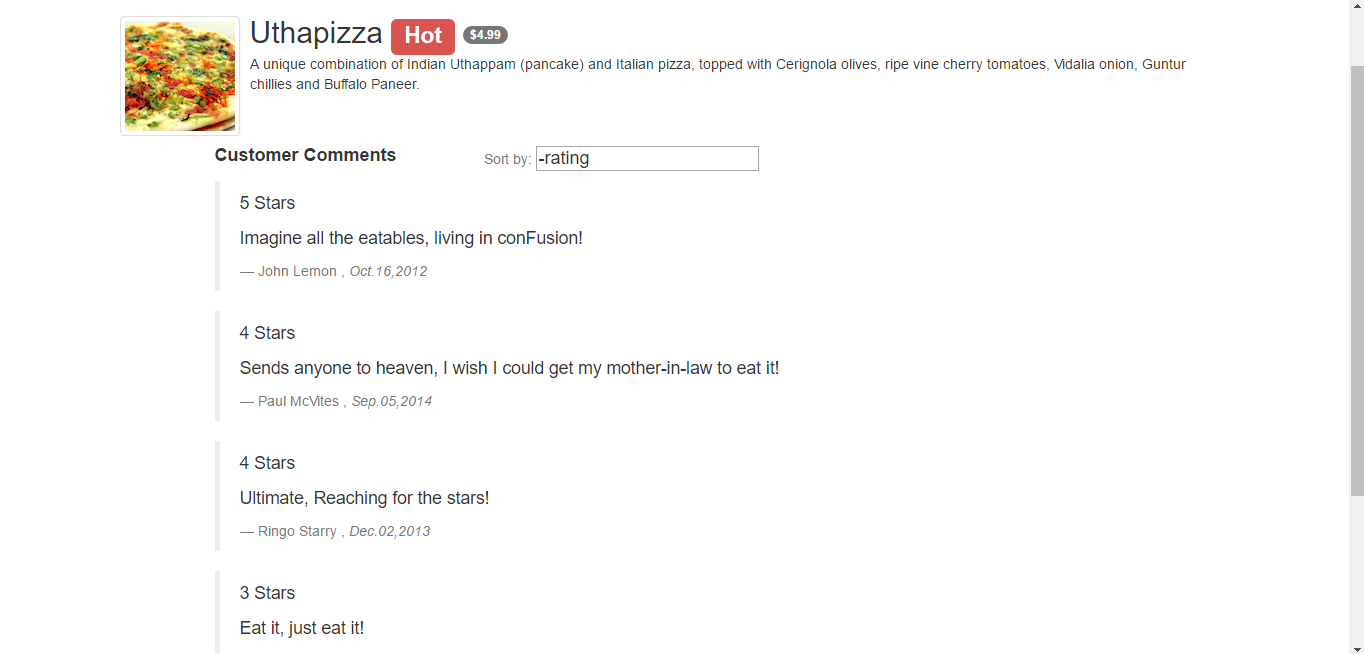 Uthapizza Hot $4.99
A unique combination of Indian Uthappam (pancake) and Italian pizza, topped with Cerignola olives, ripe vine cherry tomatoes, Vidalia onion, Guntur
chillies and Buffalo Paneer.
Customer Comments Sort by: -rating
5 Stars
Imagine all the eatables, living in conFusion!
— John Lemon , Oct.16,2012
4 Stars
Sends anyone to heaven, I wish I could get my mother-in-law to eat it!
— Paul McVites , Sep.05,2014
4 Stars
Ultimate, Reaching for the stars!
— Ringo Starry , Dec.02,2013
3 Stars
Eat it, just eat it!